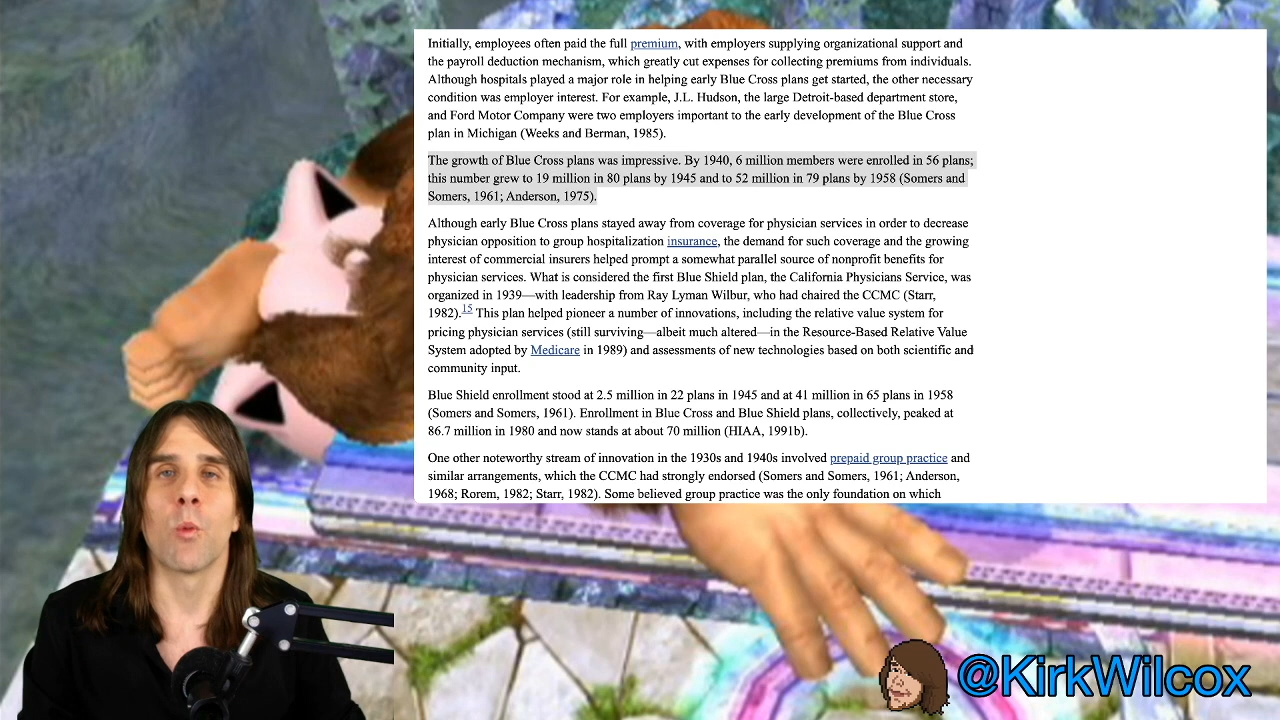 Initially, employees often paid the full premium, with employers supplying organizational support and
the payroll deduction mechanism, which greatly cut expenses for collecting premiums from individuals.
Although hospitals played a major role in helping early Blue Cross plans get started, the other necessary
condition was employer interest. For example, J.L. Hudson, the large Detroit-based department store,
and Ford Motor Company were two employers important to the early development of the Blue Cross
plan in Michigan (Weeks and Berman, 1985).
The growth of Blue Cross plans was impressive. By 1940, 6 million members were enrolled in 56 plans;
this number grew to 19 million in 80 plans by 1945 and to 52 million in 79 plans by 1958 (Somers and
Somers, 1961; Anderson, 1975).
Although early Blue Cross plans stayed away from coverage for physician services in order to decrease
physician opposition to group hospitalization insurance, the demand for such coverage and the growing
interest of commercial insurers helped prompt a somewhat parallel source of nonprofit benefits for
physician services. What is considered the first Blue Shield plan, the California Physicians Service, was
organized in 1939—with leadership from Ray Lyman Wilbur, who had chaired the CCMC (Starr,
1982).15 This plan helped pioneer a number of innovations, including the relative value system for
pricing physician services (still surviving—albeit much altered—in the Resource-Based Relative Value
System adopted by Medicare in 1989) and assessments of new technologies based on both scientific and
community input.
Blue Shield enrollment stood at 2.5 million in 22 plans in 1945 and at 41 million in 65 plans in 1958
(Somers and Somers, 1961). Enrollment in Blue Cross and Blue Shield plans, collectively, peaked at
86.7 million in 1980 and now stands at about 70 million (HIAA, 1991b).
One other noteworthy stream of innovation in the 1930s and 1940s involved prepaid group practice and
similar arrangements, which the CCMC had strongly endorsed (Somers and Somers, 1961; Anderson,
1968; Rorem, 1982; Starr, 1982). Some believed group practice was the only foundation on which
@KirkWilcox